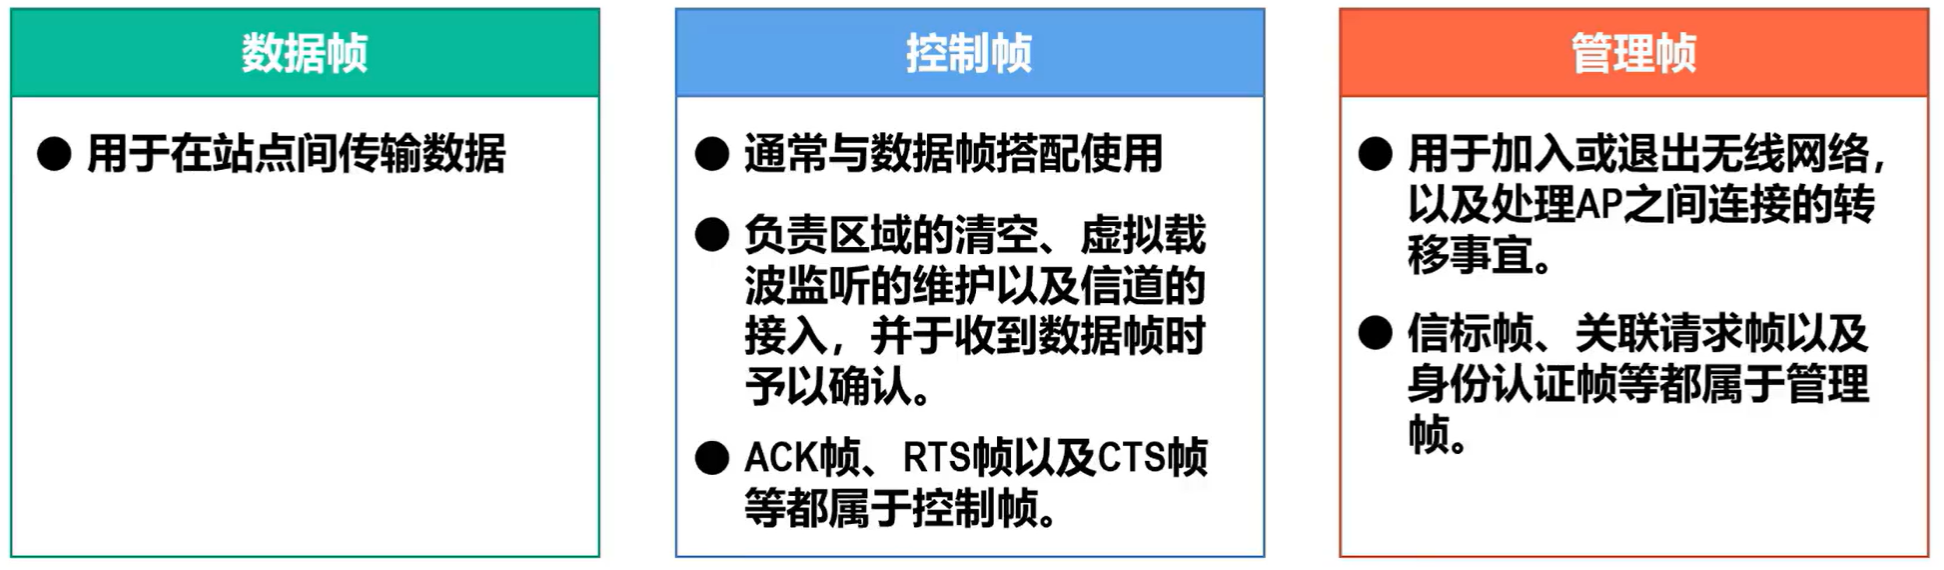 数据帧
● 用于在站点间传输数据
控制帧
● 通常与数据帧搭配使用
● 负责区域的清空、虚拟载
波监听的维护以及信道的
接入，并于收到数据帧时
予以确认。
● ACK帧、RTS帧以及CTS帧
等都属于控制帧。
管理帧
● 用于加入或退出无线网络，
以及处理AP之间连接的转
移事宜。
● 信标帧、关联请求帧以及
身份认证帧等都属于管理
帧。